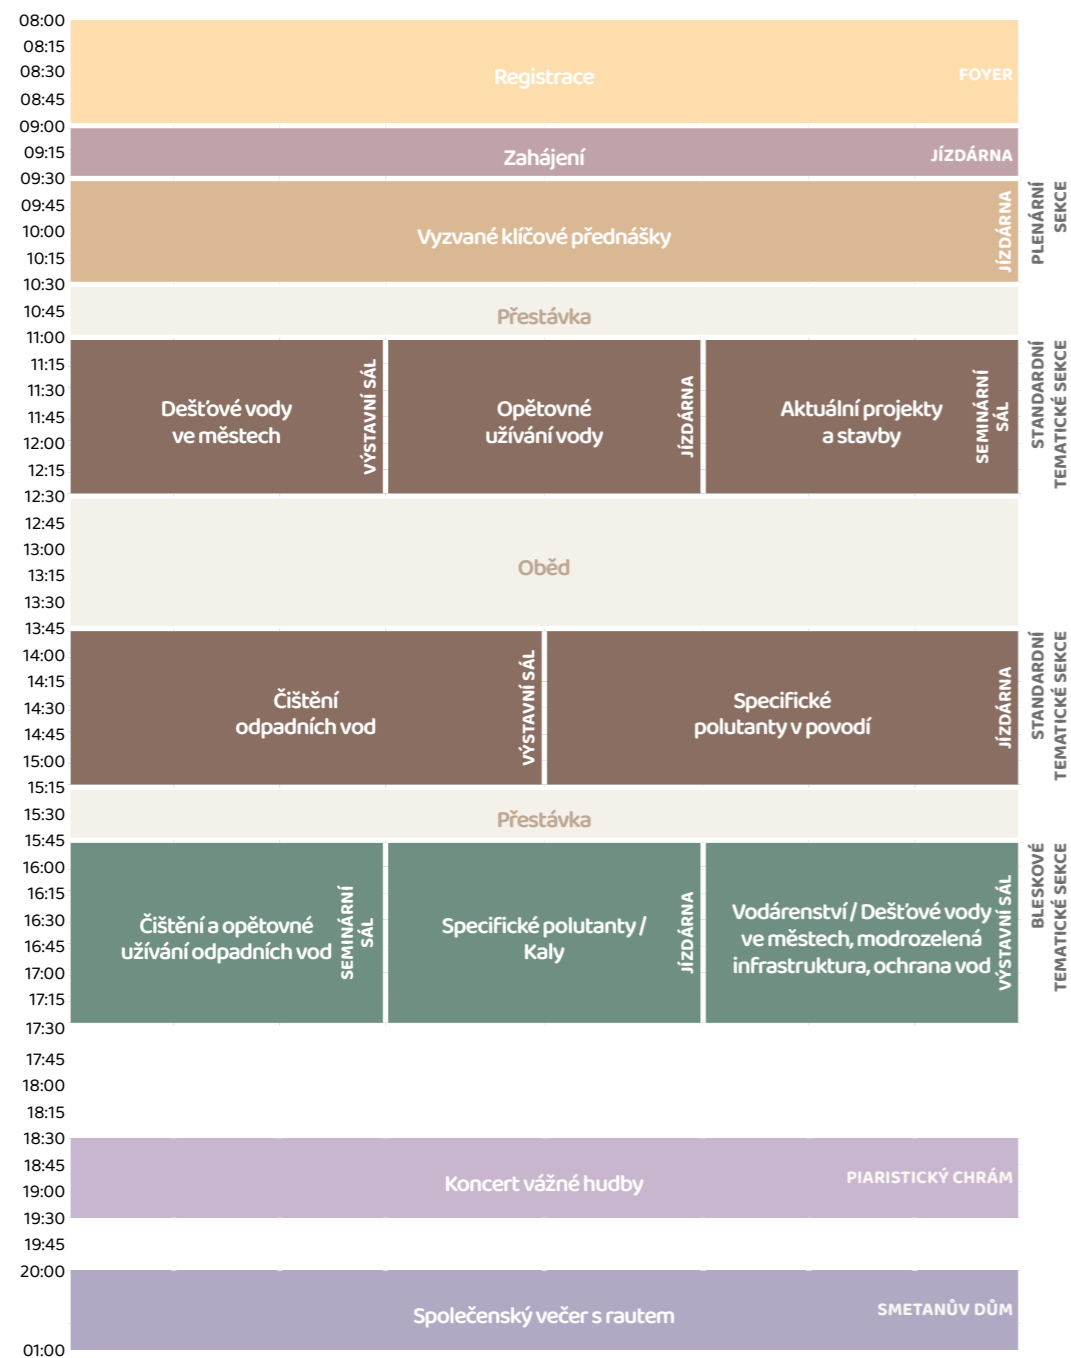 08:00
08:15
08:30
08:45
Registrace
FOYER
09:00
09:15
Zahájení
JÍZDÁRNA
09:30
09:45
10:00
10:15
Vyzvané klíčové přednášky
JÍZDÁRNA
PLENÁRNÍ
SEKCE
10:30
10:45
Přestávka
11:00
11:15
11:30
11:45
12:00
12:15
Dešťové vody
ve městech
VÝSTAVNÍ SÁL
Opětovné
užívání vody
JÍZDÁRNA
Aktuální projekty
a stavby
SEMINÁRNÍ
SÁL
STANDARDNÍ
TEMATICKÉ SEKCE
12:30
12:45
13:00
13:15
13:30
Oběd
13:45
14:00
14:15
14:30
14:45
15:00
Čištění
odpadních vod
VÝSTAVNÍ SÁL
Specifické
polutanty v povodí
JÍZDÁRNA
STANDARDNÍ
TEMATICKÉ SEKCE
15:15
15:30
Přestávka
15:45
16:00
16:15
16:30
16:45
17:00
17:15
Čištění a opětovné
užívání odpadních vod
SEMINÁRNÍ
SÁL
Specifické polutanty /
Kaly
JÍZDÁRNA
Vodárenství / Dešťové vody
ve městech, modrozelená
infrastruktura, ochrana vod
VÝSTAVNÍ SÁL
BLESKOVÉ
TEMATICKÉ SEKCE
17:30
17:45
18:00
18:15
18:30
18:45
19:00
Koncert vážné hudby
PIARISTICKÝ CHRÁM
19:30
19:45
20:00
Společenský večer s rautem
SMETANŮV DŮM
01:00